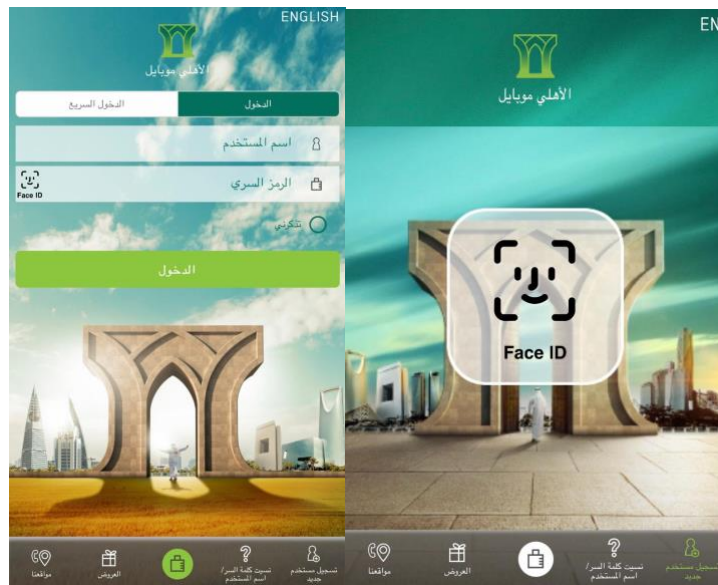 ENGLISH
الأهلي موبايل
الدخول
الدخول السريع
اسم المستخدم
الرمز السري
Face ID
تذكرني
الدخول
تسجيل مستخدم
جديد
نسيت كلمة السر/
اسم المستخدم
العروض
مواقعنا
EN
الأهلي موبايل
Face ID
تسجيل مستخدم
جديد
نسيت كلمة السر/
اسم المستخدم
العروض
مواقعنا